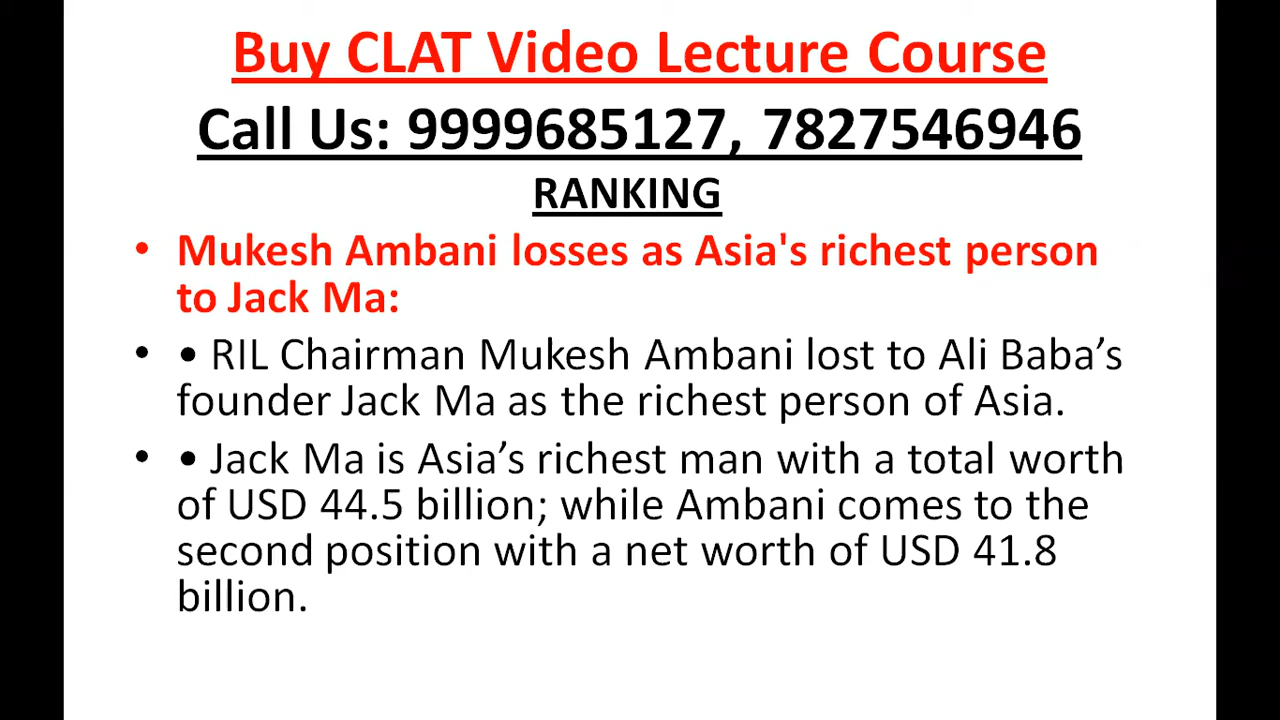 Buy CLAT Video Lecture Course
Call Us: 9999685127, 7827546946
RANKING
• Mukesh Ambani losses as Asia's richest person
to Jack Ma:
• • RIL Chairman Mukesh Ambani lost to Ali Baba’s
founder Jack Ma as the richest person of Asia.
• • Jack Ma is Asia’s richest man with a total worth
of USD 44.5 billion; while Ambani comes to the
second position with a net worth of USD 41.8
billion.